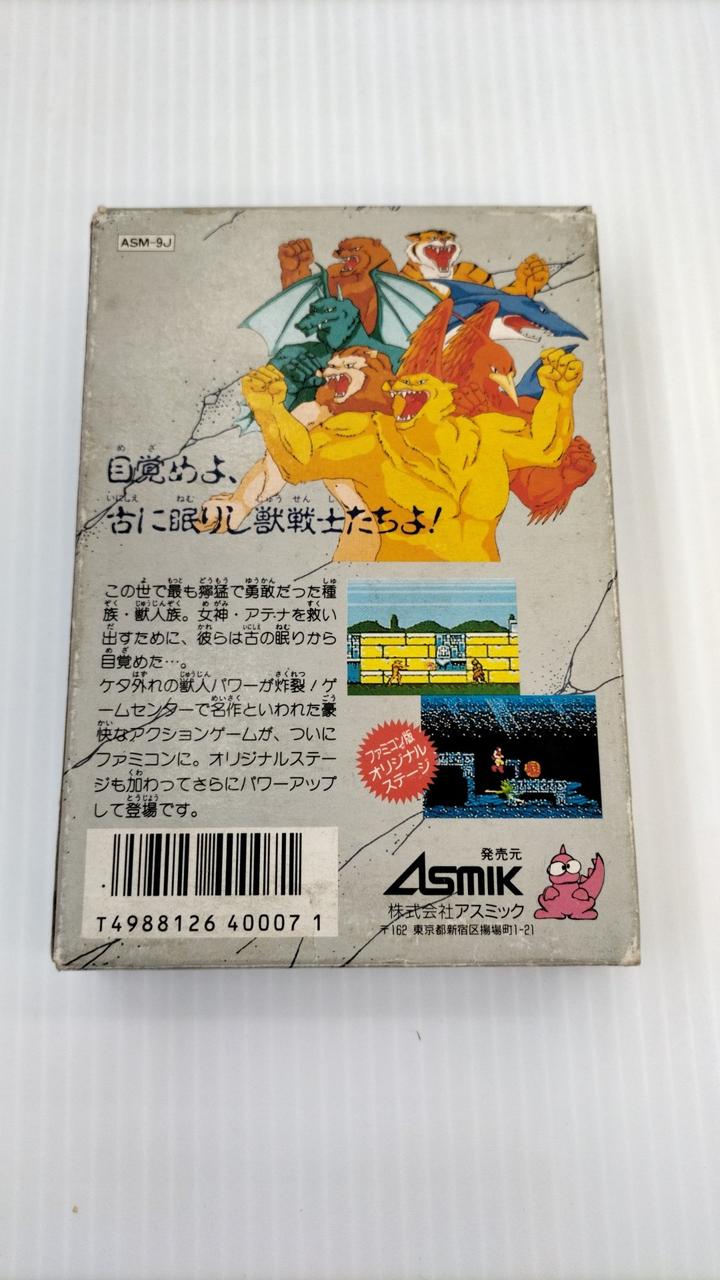 ASM-9J
目覚めよ、
古に眠りし獣戦士たちよ!
この世で最も獰猛で勇敢だった種
族・獣人族。女神・アテナを救い
出すために、彼らは古の眠りから
目覚めた…。
ケタ外れの獣人パワーが炸裂!ゲ
ームセンターで名作といわれた豪
快なアクションゲームが、ついに
ファミコンに。オリジナルステー
ジも加わってさらにパワーアップ
して登場です。
ファミコン版
オリジナル
ステージ
T4988126 40007 1
発売元
ASMIK
株式会社アスミック
〒162 東京都新宿区揚場町1-21